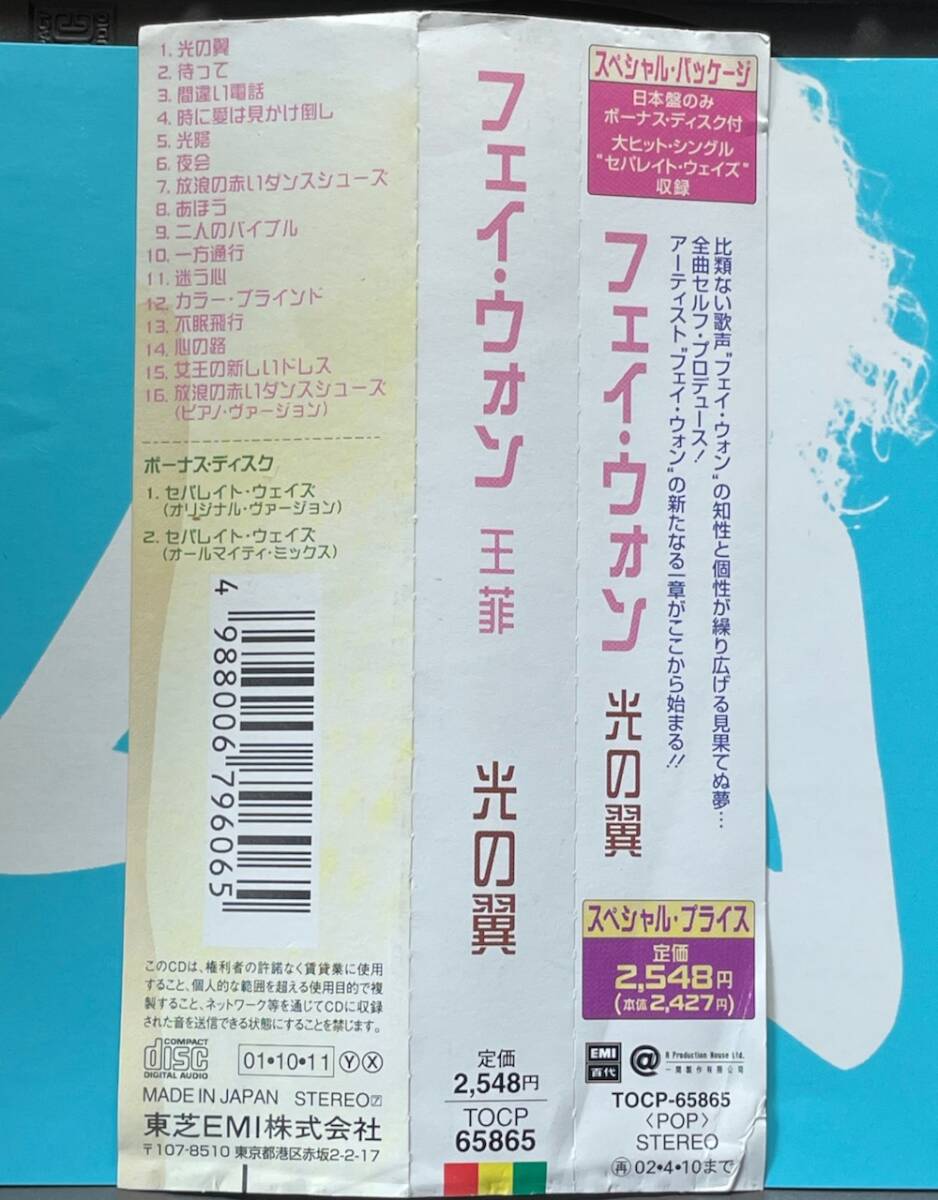 1. 光の翼
2. 待って
3. 間違い電話
4. 時に愛は見かけ倒し
5. 光陰
6. 夜会
7. 放浪の赤いダンスシューズ
8. あほう
9. 二人のバイブル
10. 一方通行
11. 迷う心
12. カラー・ブラインド
13. 不眠飛行
14. 心の路
15. 女王の新しいドレス
16. 放浪の赤いダンスシューズ
(ピアノ・ヴァージョン)
ボーナス・ディスク
1. セパレイト・ウェイズ
(オリジナル・ヴァージョン)
2. セパレイト・ウェイズ
(オールマイティ・ミックス)
4 988006 796065
このCDは、権利者の許諾なく賃貸業に使用
すること、個人的な範囲を超える使用目的で複
製すること、ネットワーク等を通じてCDに収録
された音を送信できる状態にすることを禁じます。
COMPACT
disc
DIGITAL AUDIO
01•10•11 Ⓨ Ⓧ
MADE IN JAPAN STEREO
東芝EMI株式会社
〒107-8510 東京都港区赤坂2-2-17
フェイ・ウォン 王菲 光の翼
定価
2,548円
TOCP
65865
スペシャル・パッケージ
日本盤のみ
ボーナス・ディスク付
大ヒット・シングル
"セパレイト・ウェイズ"
収録
比類ない歌声"フェイ・ウォン"の知性と個性が繰り広げる見果てぬ夢…
全曲セルフ・プロデュース!
アーティスト"フェイ・ウォン"の新たなる一章がここから始まる!!
フェイ・ウォン 光の翼
スペシャル・プライス
定価
2,548円
(本体2,427円)
EMI
百代
@
A Production House Ltd.
一間製作有限公司
TOCP-65865
〈POP〉
STEREO
㊢02•4•10まで